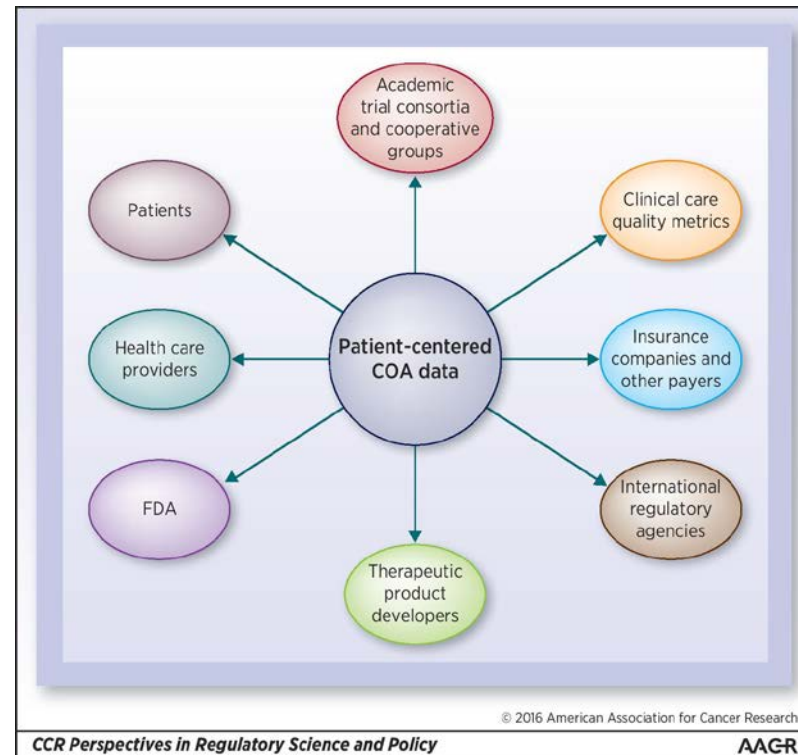 Academic
trial consortia
and cooperative
groups
Patients
Clinical care
quality metrics
Health care
providers
Patient-centered
COA data
Insurance
companies and
other payers
FDA
International
regulatory
agencies
Therapeutic
product
developers
© 2016 American Association for Cancer Research
CCR Perspectives in Regulatory Science and Policy
AACR